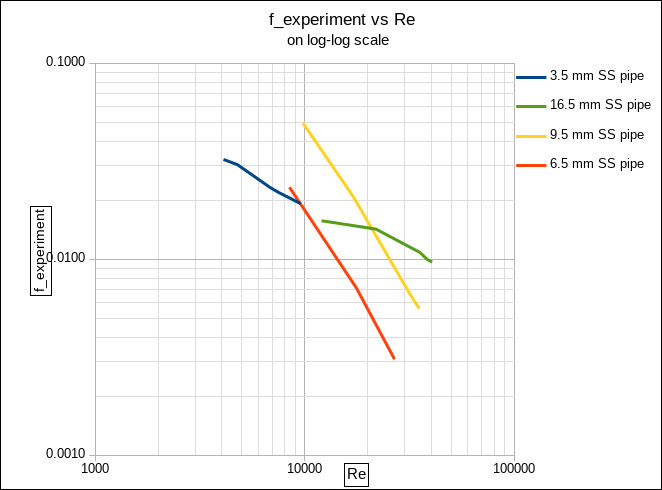 f_experiment vs Re
on log-log scale
0.1000
3.5 mm SS pipe
16.5 mm SS pipe
9.5 mm SS pipe
6.5 mm SS pipe
f_experiment
0.0100
0.0010
1000
10000
100000
Re